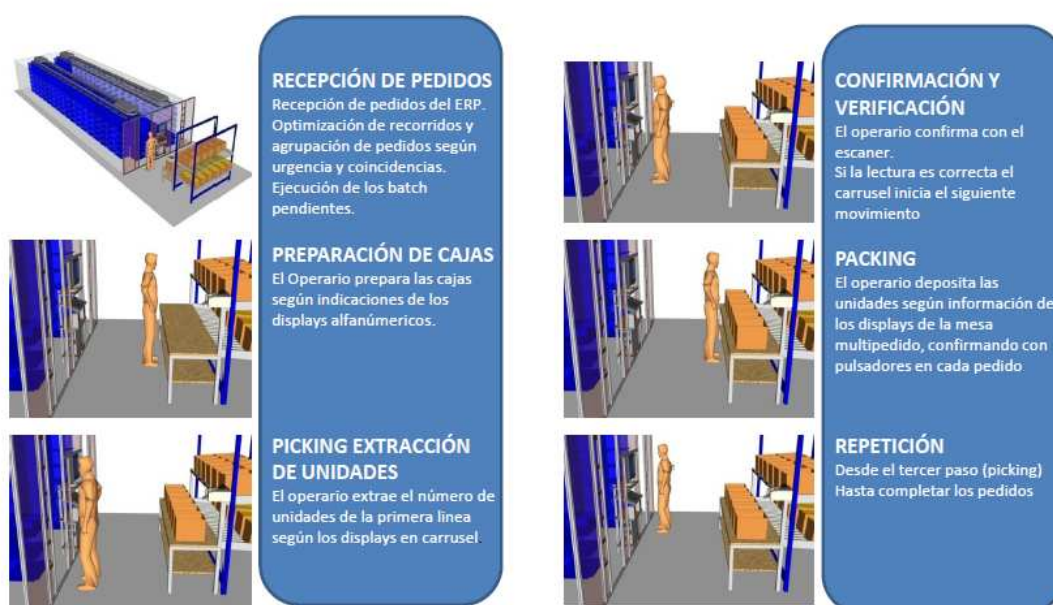 RECEPCIÓN DE PEDIDOS
Recepción de pedidos del ERP.
Optimización de recorridos y
agrupación de pedidos según
urgencia y coincidencias.
Ejecución de los batch
pendientes.
PREPARACIÓN DE CAJAS
El Operario prepara las cajas
según indicaciones de los
displays alfanúmericos.
PICKING EXTRACCIÓN
DE UNIDADES
El operario extrae el número de
unidades de la primera linea
según los displays en carrusel.
CONFIRMACIÓN Y
VERIFICACIÓN
El operario confirma con el
escaner.
Si la lectura es correcta el
carrusel inicia el siguiente
movimiento
PACKING
El operario deposita las
unidades según información de
los displays de la mesa
multipedido, confirmando con
pulsadores en cada pedido
REPETICIÓN
Desde el tercer paso (picking)
Hasta completar los pedidos